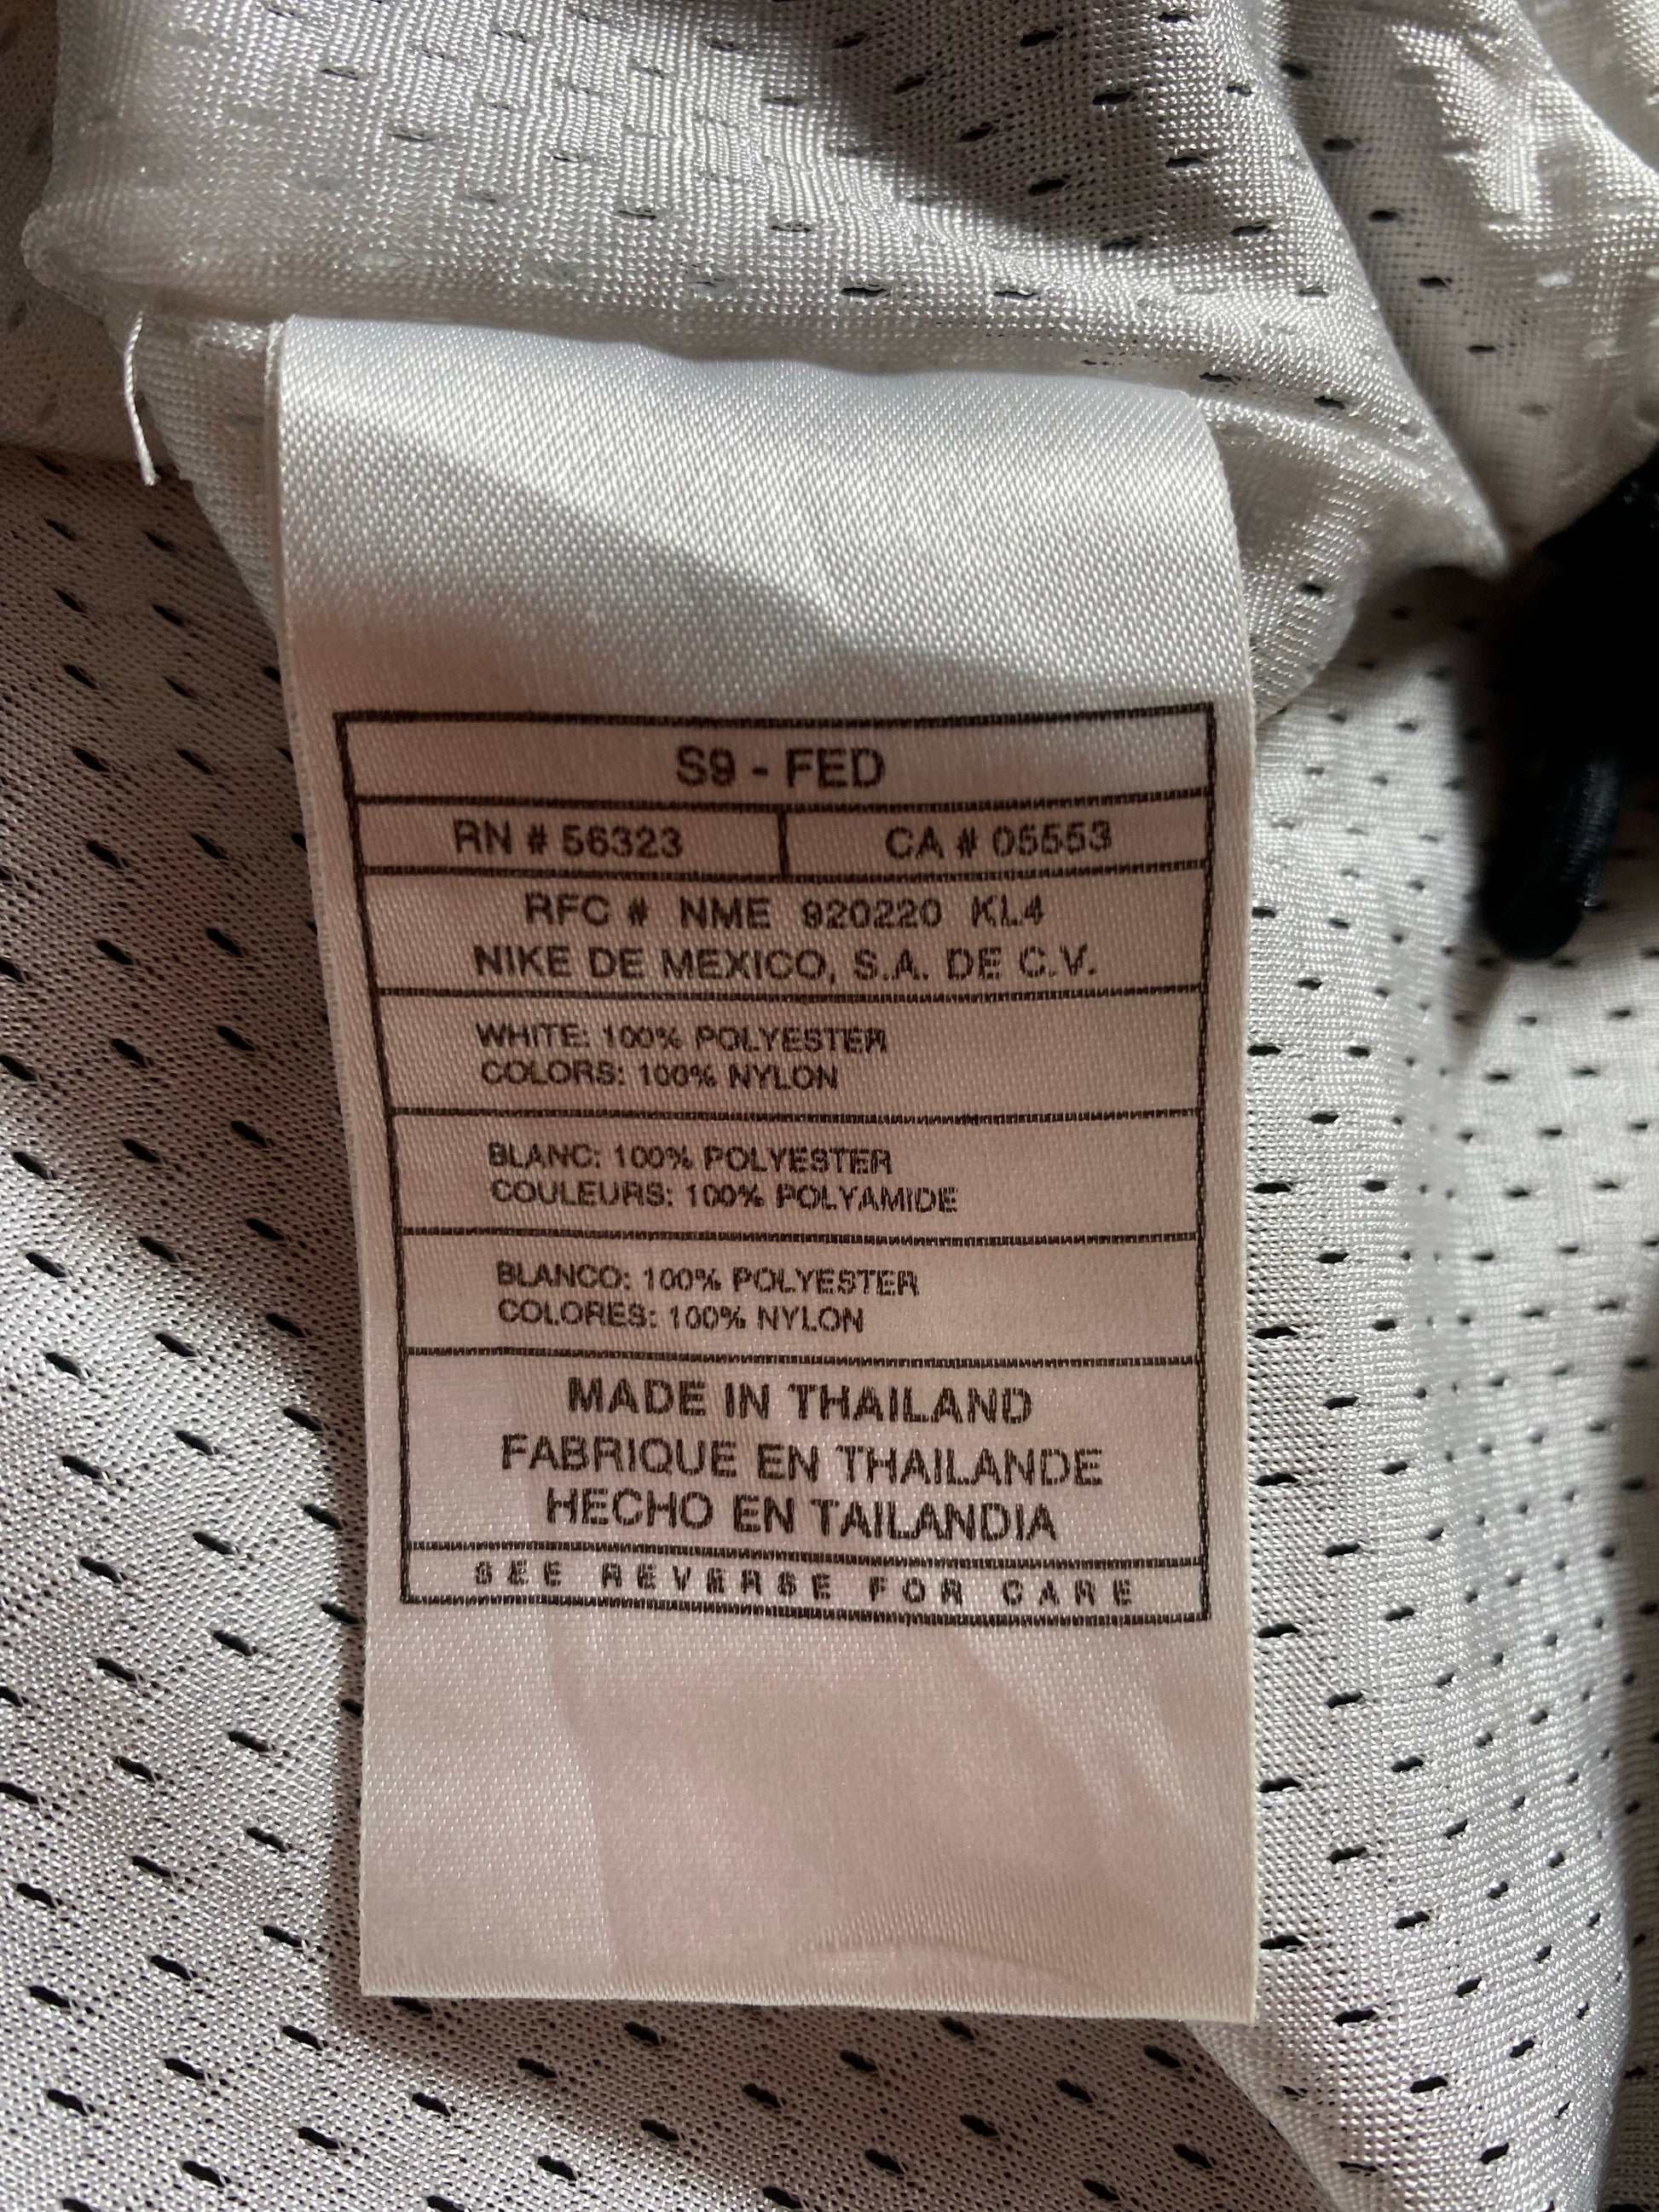 S9 - FED
RN # 56323 CA # 05553
RFC # NME 920220 KL4
NIKE DE MEXICO, S.A. DE C.V.
WHITE: 100% POLYESTER
COLORS: 100% NYLON
BLANC: 100% POLYESTER
COULEURS: 100% POLYAMIDE
BLANCO: 100% POLYESTER
COLORES: 100% NYLON
MADE IN THAILAND
FABRIQUE EN THAILANDE
HECHO EN TAILANDIA
SEE REVERSE FOR CARE